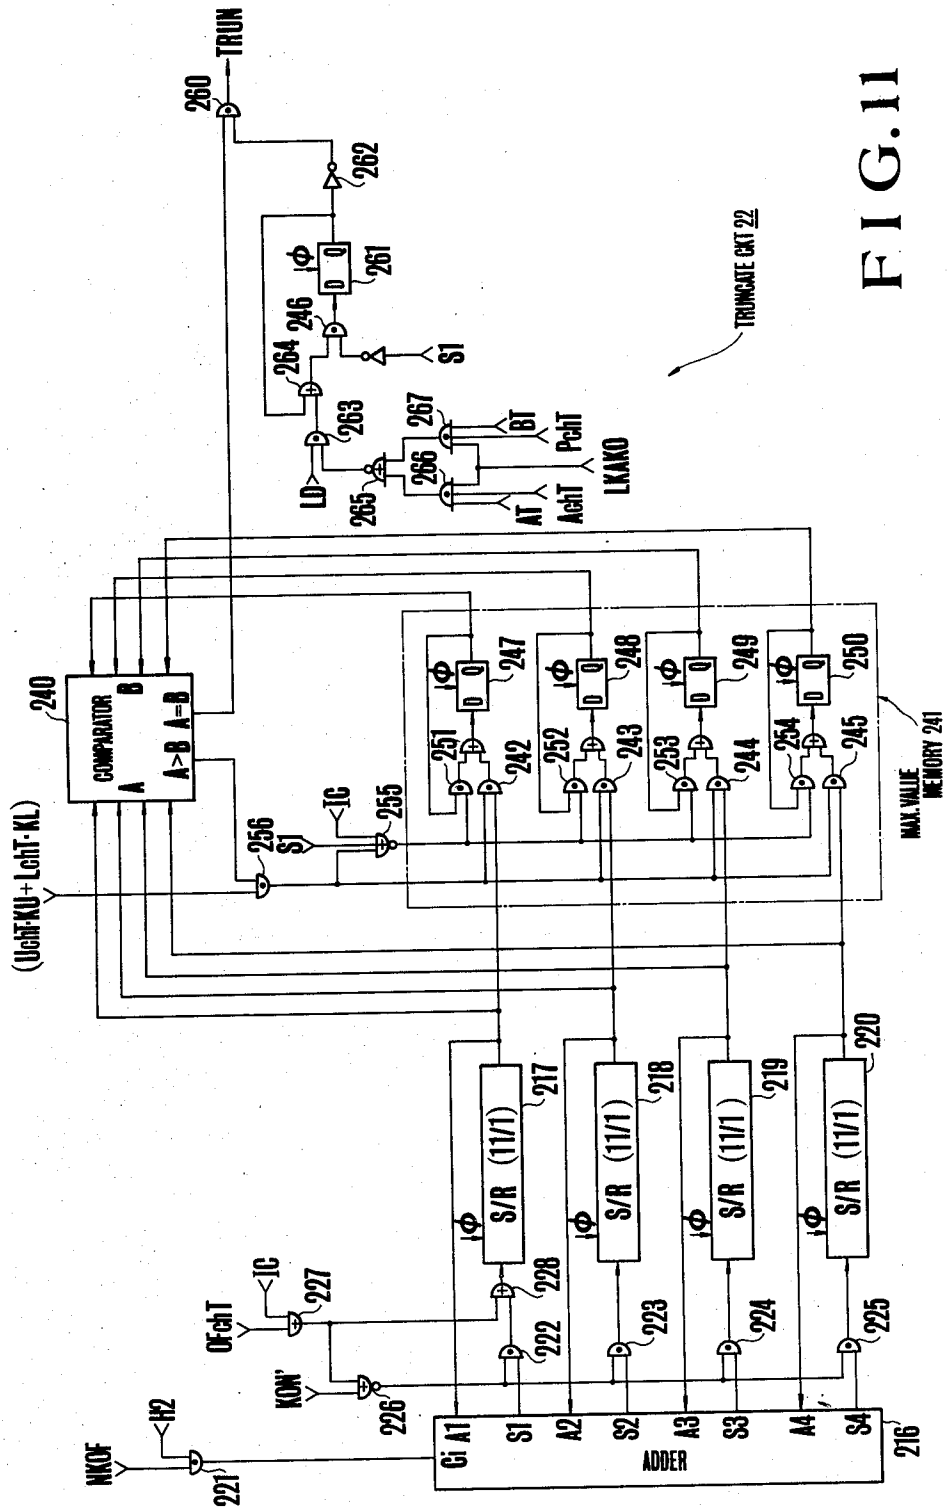 NKOF
H2
221
OFchT
IC
227
KON'
226
Ci
A1
S1
A2
S2
A3
S3
A4
S4
ADDER
216
222
228
223
224
225
ϕ
S/R (11/1)
217
ϕ
S/R (11/1)
218
ϕ
S/R (11/1)
219
ϕ
S/R (11/1)
220
(UchT·KU+LchT·KL)
COMPARATOR
A
B
A>B
A=B
240
256
S1
IC
255
251
242
ϕ
D
Q
247
252
243
ϕ
D
Q
248
253
244
ϕ
D
Q
249
254
245
ϕ
D
Q
250
MAX. VALUE
MEMORY 241
LD
263
264
265
266
267
AT
AchT
LKAKO
PchT
BT
246
S1
ϕ
D
Q
261
262
260
TRUN
TRUNCATE CKT 22
FIG. 11